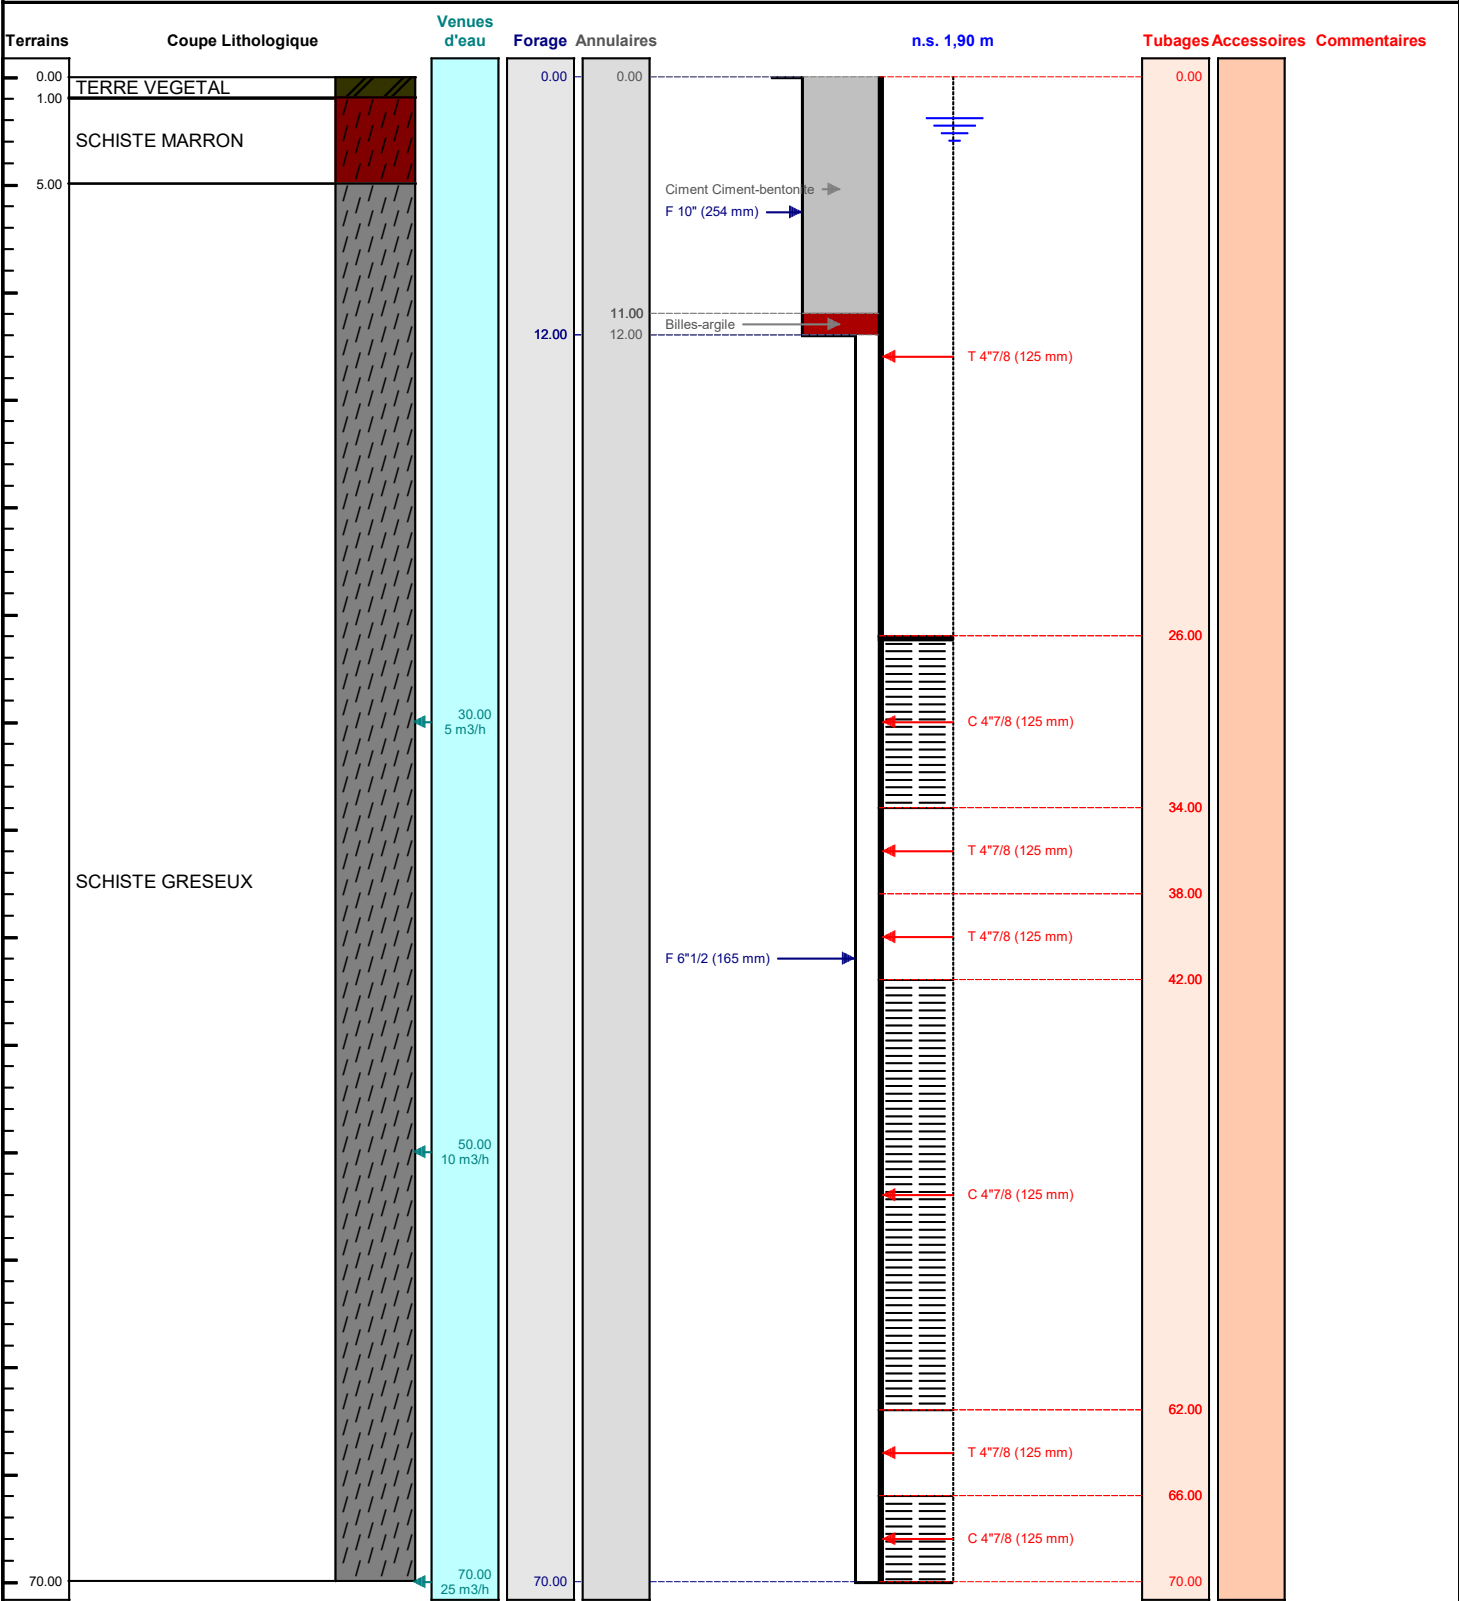 Terrains Coupe Lithologique Venues d'eau Forage Annulaires n.s. 1,90 m Tubages Accessoires Commentaires
0.00 0.00 0.00 0.00
TERRE VEGETAL
1.00
SCHISTE MARRON
5.00
Ciment Ciment-bentonite
F 10" (254 mm)
11.00
Billes-argile
12.00 12.00
T 4"7/8 (125 mm)
26.00
30.00
5 m3/h
C 4"7/8 (125 mm)
34.00
T 4"7/8 (125 mm)
SCHISTE GRESEUX
38.00
T 4"7/8 (125 mm)
F 6"1/2 (165 mm)
42.00
50.00
10 m3/h
C 4"7/8 (125 mm)
62.00
T 4"7/8 (125 mm)
66.00
C 4"7/8 (125 mm)
70.00 70.00 70.00 70.00
25 m3/h